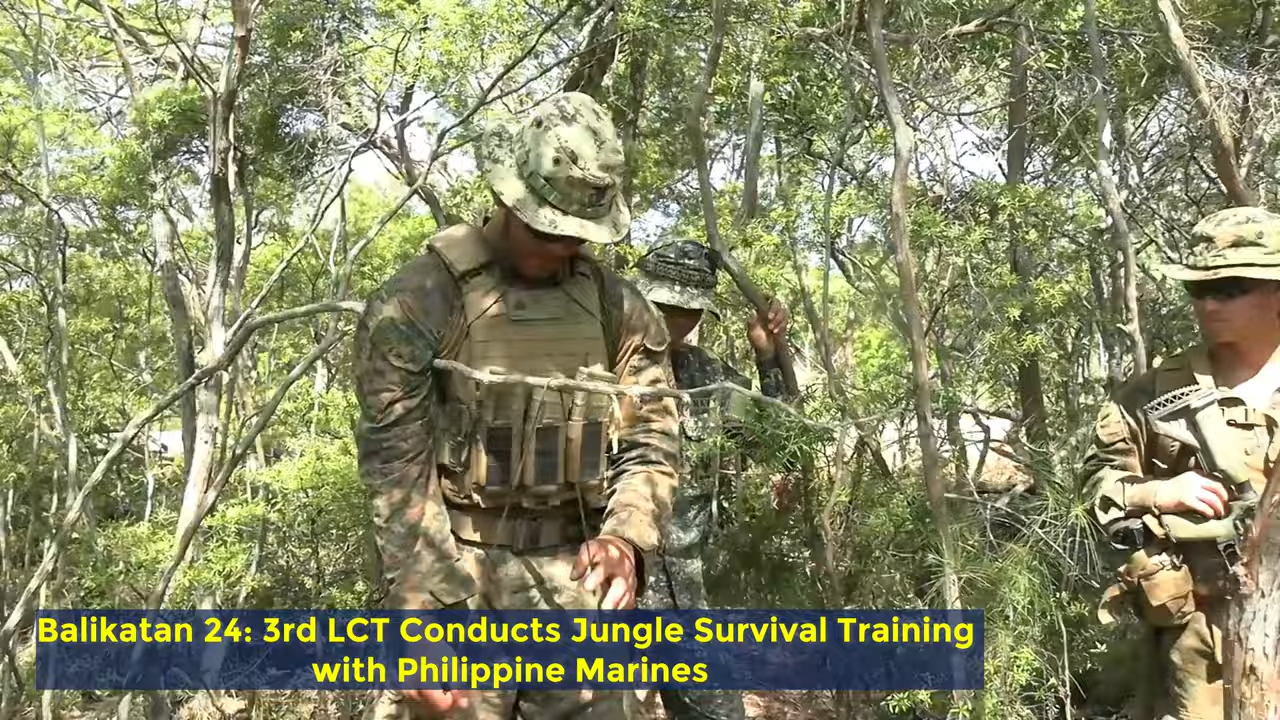 Balikatan 24: 3rd LCT Conducts Jungle Survival Training
with Philippine Marines